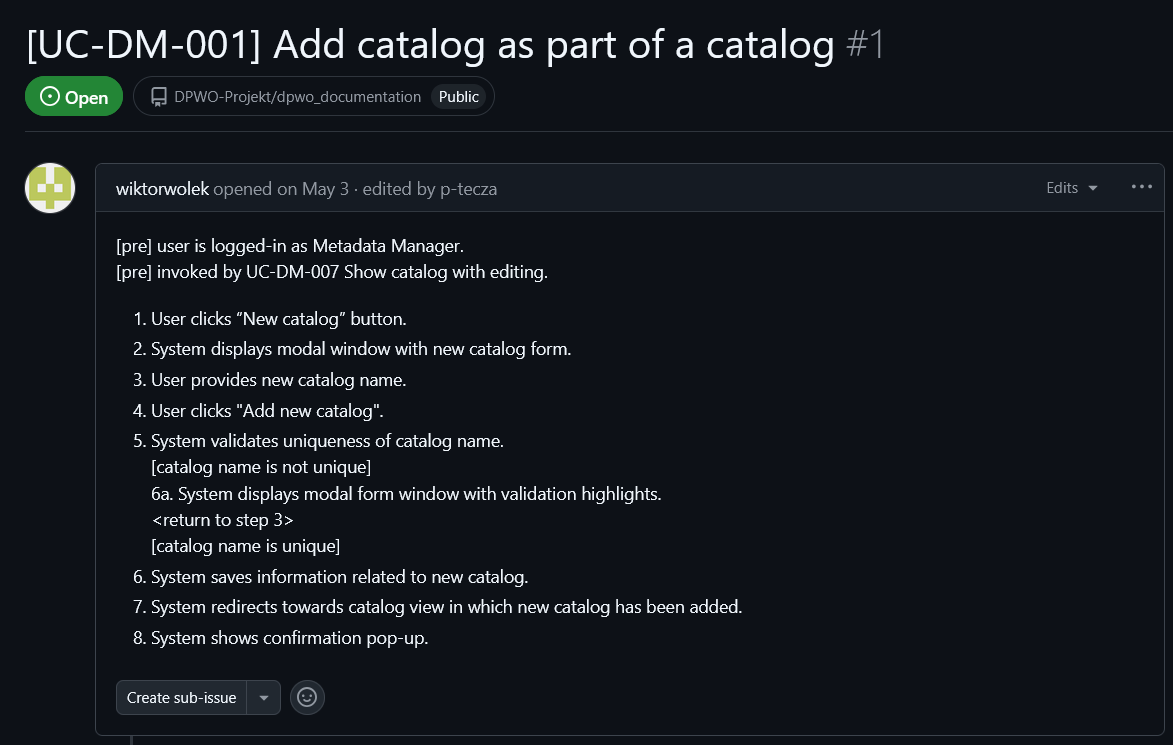 [UC-DM-001] Add catalog as part of a catalog #1
Open DPWO-Projekt/dpwo_documentation Public
wiktorwolek opened on May 3 · edited by p-tecza Edits
[pre] user is logged-in as Metadata Manager.
[pre] invoked by UC-DM-007 Show catalog with editing.
1. User clicks “New catalog” button.
2. System displays modal window with new catalog form.
3. User provides new catalog name.
4. User clicks "Add new catalog".
5. System validates uniqueness of catalog name.
[catalog name is not unique]
6a. System displays modal form window with validation highlights.
<return to step 3>
[catalog name is unique]
6. System saves information related to new catalog.
7. System redirects towards catalog view in which new catalog has been added.
8. System shows confirmation pop-up.
Create sub-issue